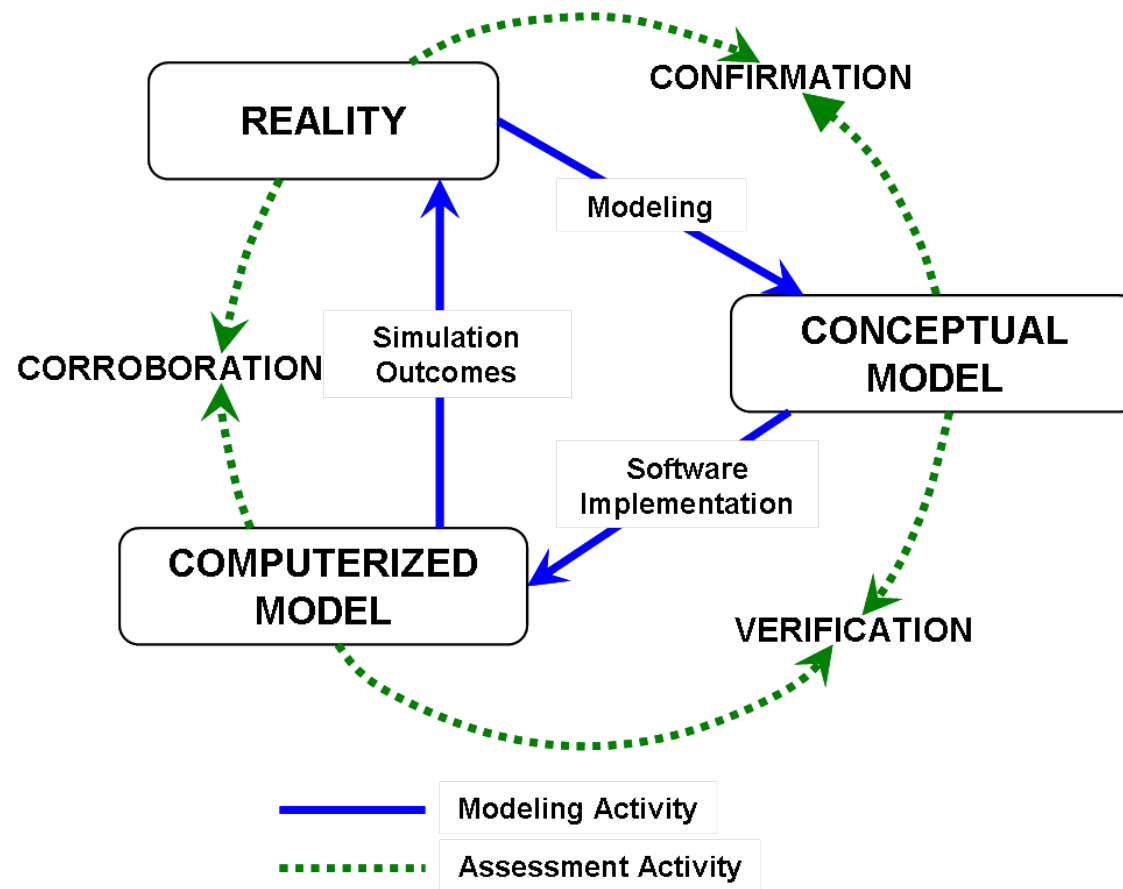 CONFIRMATION
REALITY
Modeling
CONCEPTUAL
MODEL
Simulation
Outcomes
CORROBORATION
Software
Implementation
COMPUTERIZED
MODEL
VERIFICATION
Modeling Activity
Assessment Activity